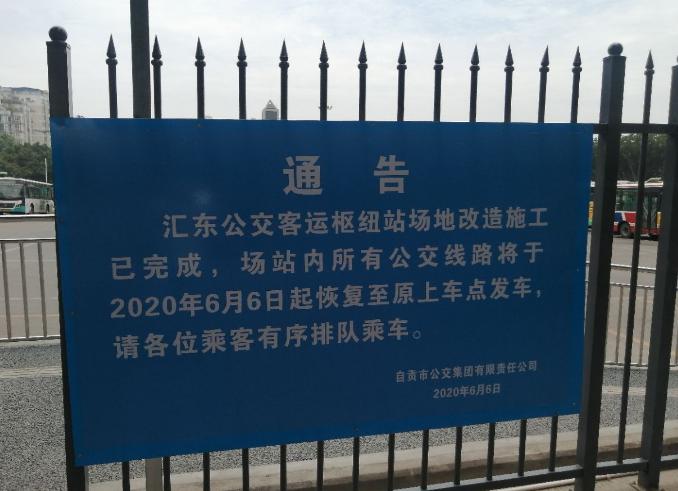 通 告
汇东公交客运枢纽站场地改造施工
已完成，场站内所有公交线路将于
2020年6月6日起恢复至原上车点发车，
请各位乘客有序排队乘车。
自贡市公交集团有限责任公司
2020年6月6日